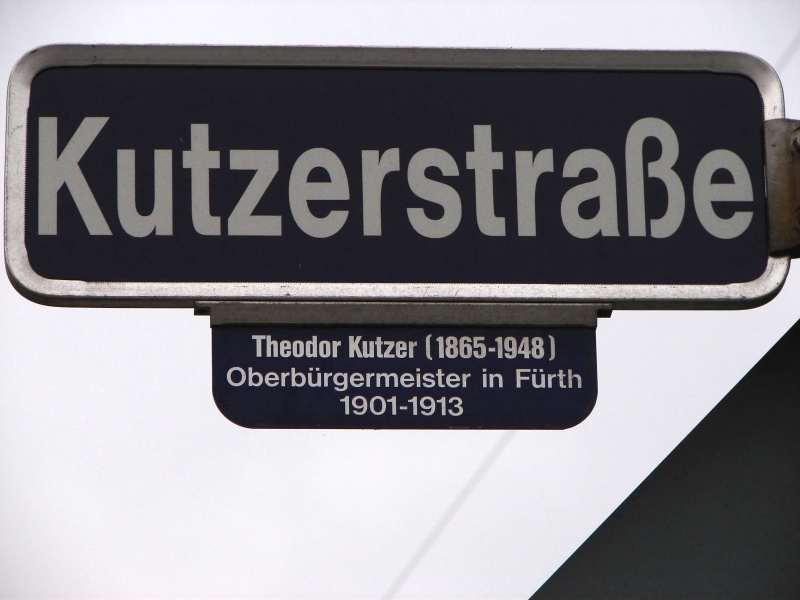 Kutzerstraße
Theodor Kutzer (1865-1948)
Oberbürgermeister in Fürth
1901-1913